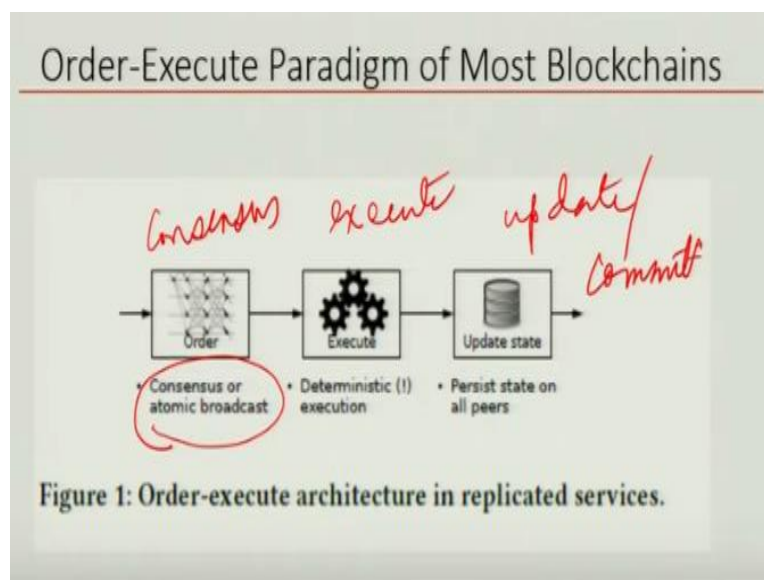 Order-Execute Paradigm of Most Blockchains
Consensus execute update/
Committ
Order Execute Update state
• Consensus or atomic broadcast
• Deterministic (!) execution
• Persist state on all peers
Figure 1: Order-execute architecture in replicated services.